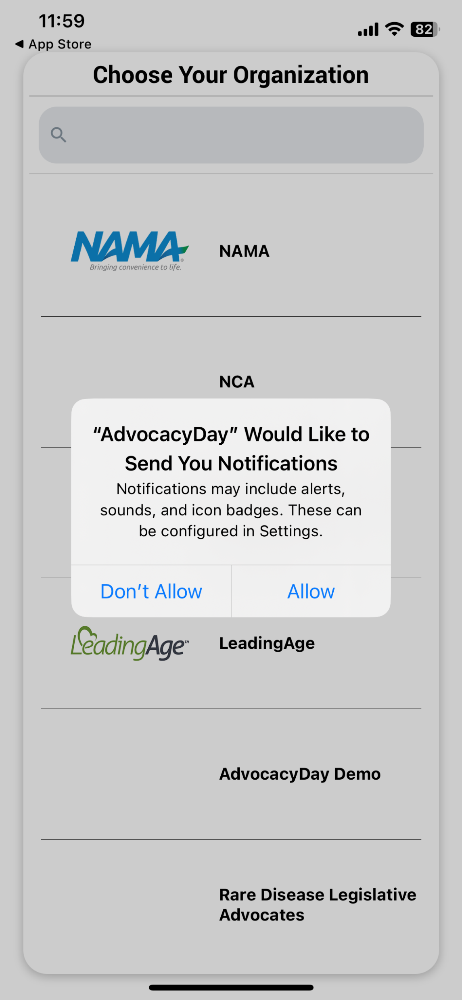 11:59
82
◀ App Store
Choose Your Organization
NAMA
®
Bringing convenience to life.
NAMA
NCA
“AdvocacyDay” Would Like to
Send You Notifications
Notifications may include alerts,
sounds, and icon badges. These can
be configured in Settings.
Don’t Allow
Allow
LeadingAge™
LeadingAge
AdvocacyDay Demo
Rare Disease Legislative
Advocates